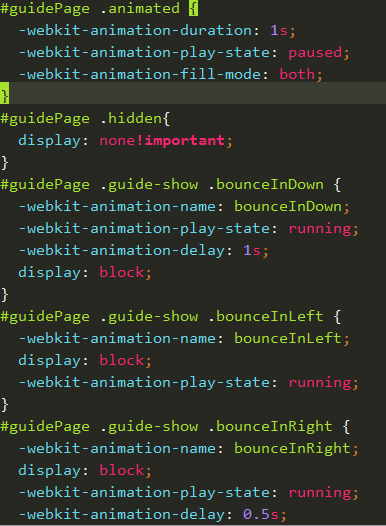 #guidePage .animated {
  -webkit-animation-duration: 1s;
  -webkit-animation-play-state: paused;
  -webkit-animation-fill-mode: both;
}
#guidePage .hidden{
  display: none!important;
}
#guidePage .guide-show .bounceInDown {
  -webkit-animation-name: bounceInDown;
  -webkit-animation-play-state: running;
  -webkit-animation-delay: 1s;
  display: block;
}
#guidePage .guide-show .bounceInLeft {
  -webkit-animation-name: bounceInLeft;
  display: block;
  -webkit-animation-play-state: running;
}
#guidePage .guide-show .bounceInRight {
  -webkit-animation-name: bounceInRight;
  display: block;
  -webkit-animation-play-state: running;
  -webkit-animation-delay: 0.5s;